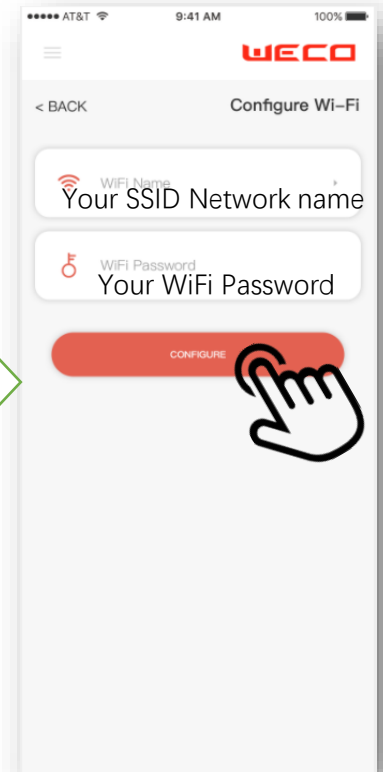 AT&T 9:41 AM 100%
WECO
< BACK Configure Wi-Fi
WiFi Name
Your SSID Network name
WiFi Password
Your WiFi Password
CONFIGURE